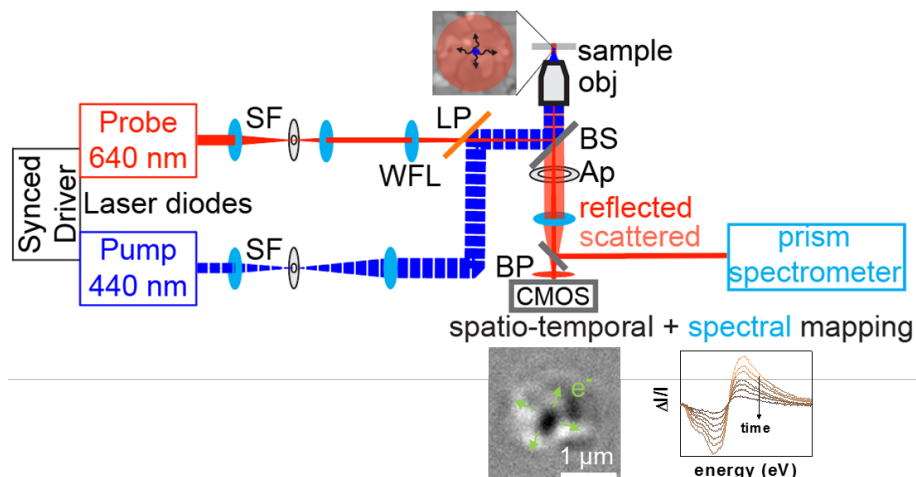 sample
obj
SF
LP
Probe
640 nm
BS
WFL
Ap
Synced
Driver
Laser diodes
reflected
scattered
SF
Pump
440 nm
BP
prism
spectrometer
CMOS
spatio-temporal + spectral mapping
e-
1 µm
ΔI/I
time
energy (eV)